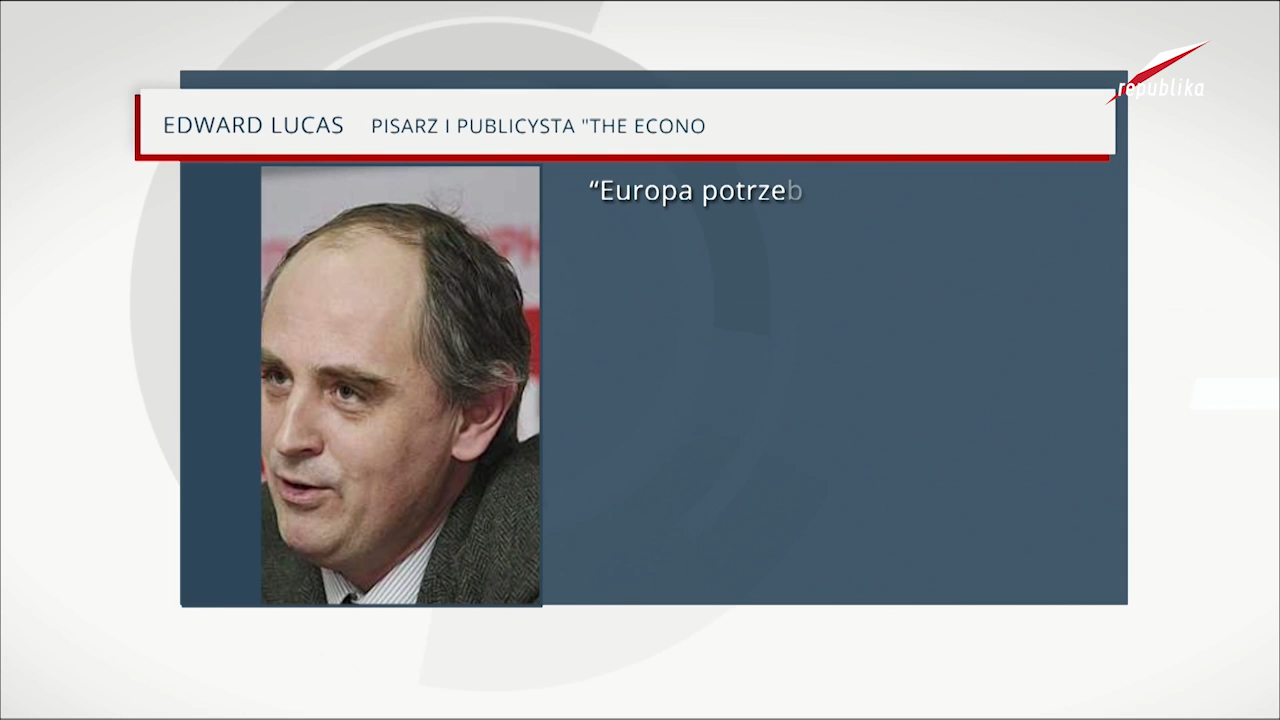 republika
EDWARD LUCAS PISARZ I PUBLICYSTA "THE ECONO
“Europa potrzeb